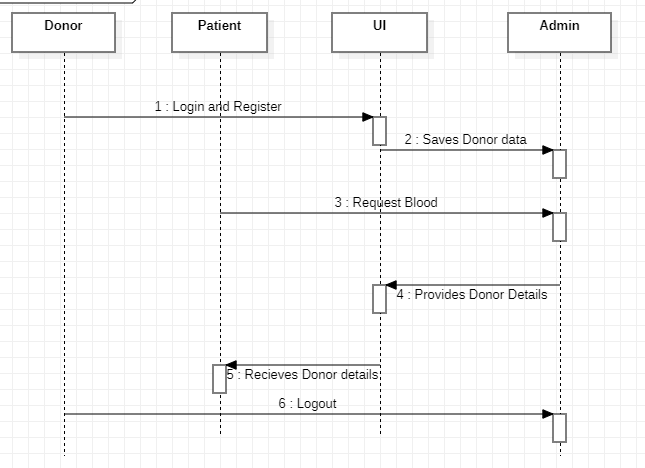 Donor
Patient
UI
Admin
1 : Login and Register
2 : Saves Donor data
3 : Request Blood
4 : Provides Donor Details
5 : Recieves Donor details
6 : Logout